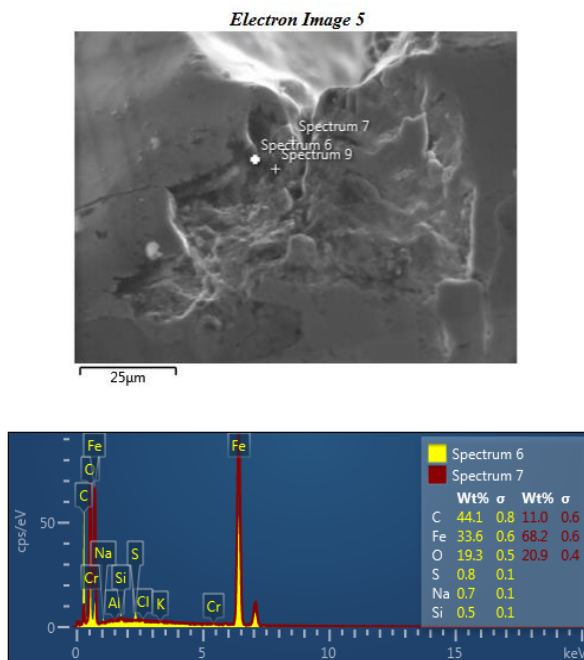 Electron Image 5
Spectrum 7
Spectrum 6
Spectrum 9
25µm
Fe
Fe
O
C
C
Na
S
Cr
Si
Al
Cl
K
Cr
cps/eV
50
0
0
5
10
15
keV
Spectrum 6
Spectrum 7
Wt% σ Wt% σ
C 44.1 0.8 11.0 0.6
Fe 33.6 0.6 68.2 0.6
O 19.3 0.5 20.9 0.4
S 0.8 0.1
Na 0.7 0.1
Si 0.5 0.1